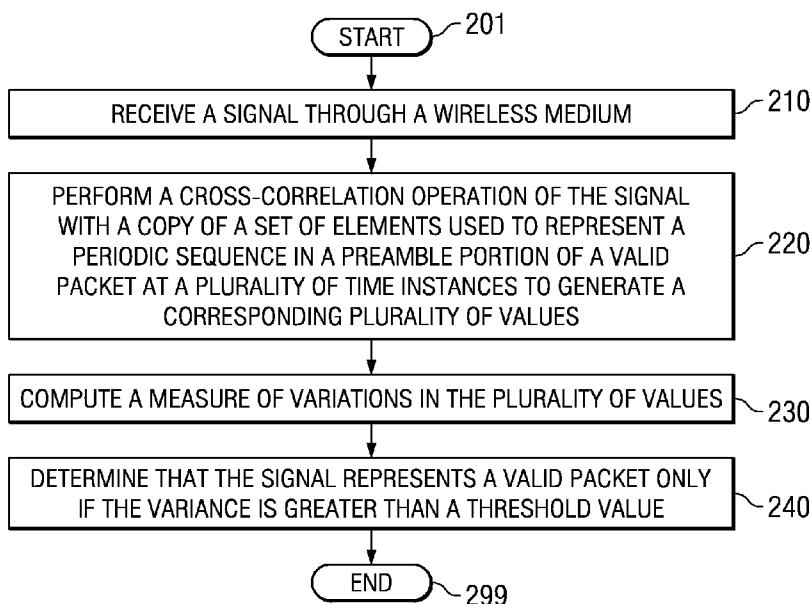 START
201
RECEIVE A SIGNAL THROUGH A WIRELESS MEDIUM
210
PERFORM A CROSS-CORRELATION OPERATION OF THE SIGNAL
WITH A COPY OF A SET OF ELEMENTS USED TO REPRESENT A
PERIODIC SEQUENCE IN A PREAMBLE PORTION OF A VALID
PACKET AT A PLURALITY OF TIME INSTANCES TO GENERATE A
CORRESPONDING PLURALITY OF VALUES
220
COMPUTE A MEASURE OF VARIATIONS IN THE PLURALITY OF VALUES
230
DETERMINE THAT THE SIGNAL REPRESENTS A VALID PACKET ONLY
IF THE VARIANCE IS GREATER THAN A THRESHOLD VALUE
240
END
299